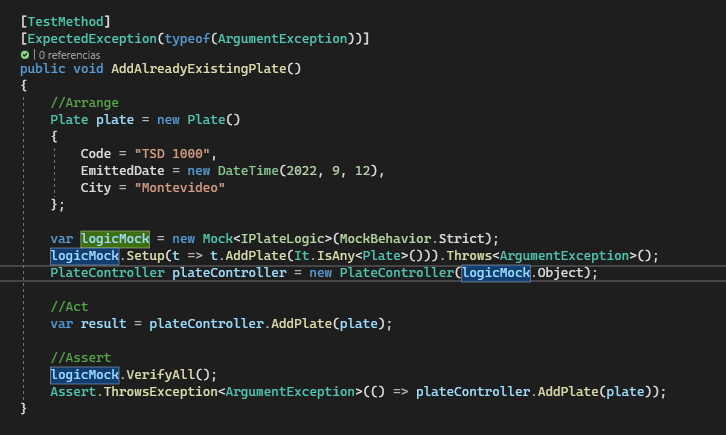 [TestMethod]
[ExpectedException(typeof(ArgumentException))]
| 0 referencias
public void AddAlreadyExistingPlate()
{
//Arrange
Plate plate = new Plate()
{
Code = "TSD 1000",
EmittedDate = new DateTime(2022, 9, 12),
City = "Montevideo"
};
var logicMock = new Mock<IPlateLogic>(MockBehavior.Strict);
logicMock.Setup(t => t.AddPlate(It.IsAny<Plate>())).Throws<ArgumentException>();
PlateController plateController = new PlateController(logicMock.Object);
//Act
var result = plateController.AddPlate(plate);
//Assert
logicMock.VerifyAll();
Assert.ThrowsException<ArgumentException>(() => plateController.AddPlate(plate));
}